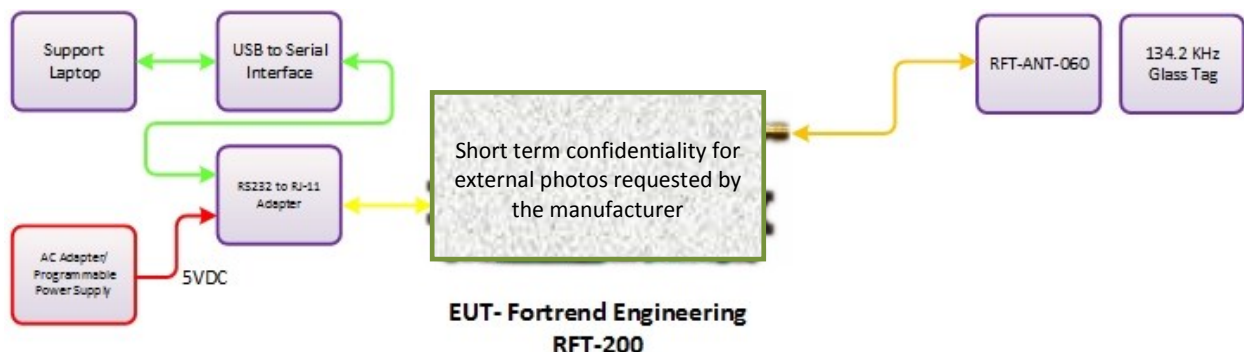 Support
Laptop
USB to Serial
Interface
RFT-ANT-060
134.2 KHz
Glass Tag
Short term confidentiality for
external photos requested by
the manufacturer
RS232 to RJ-11
Adapter
AC Adapter/
Programmable
Power Supply
5VDC
EUT- Fortrend Engineering
RFT-200